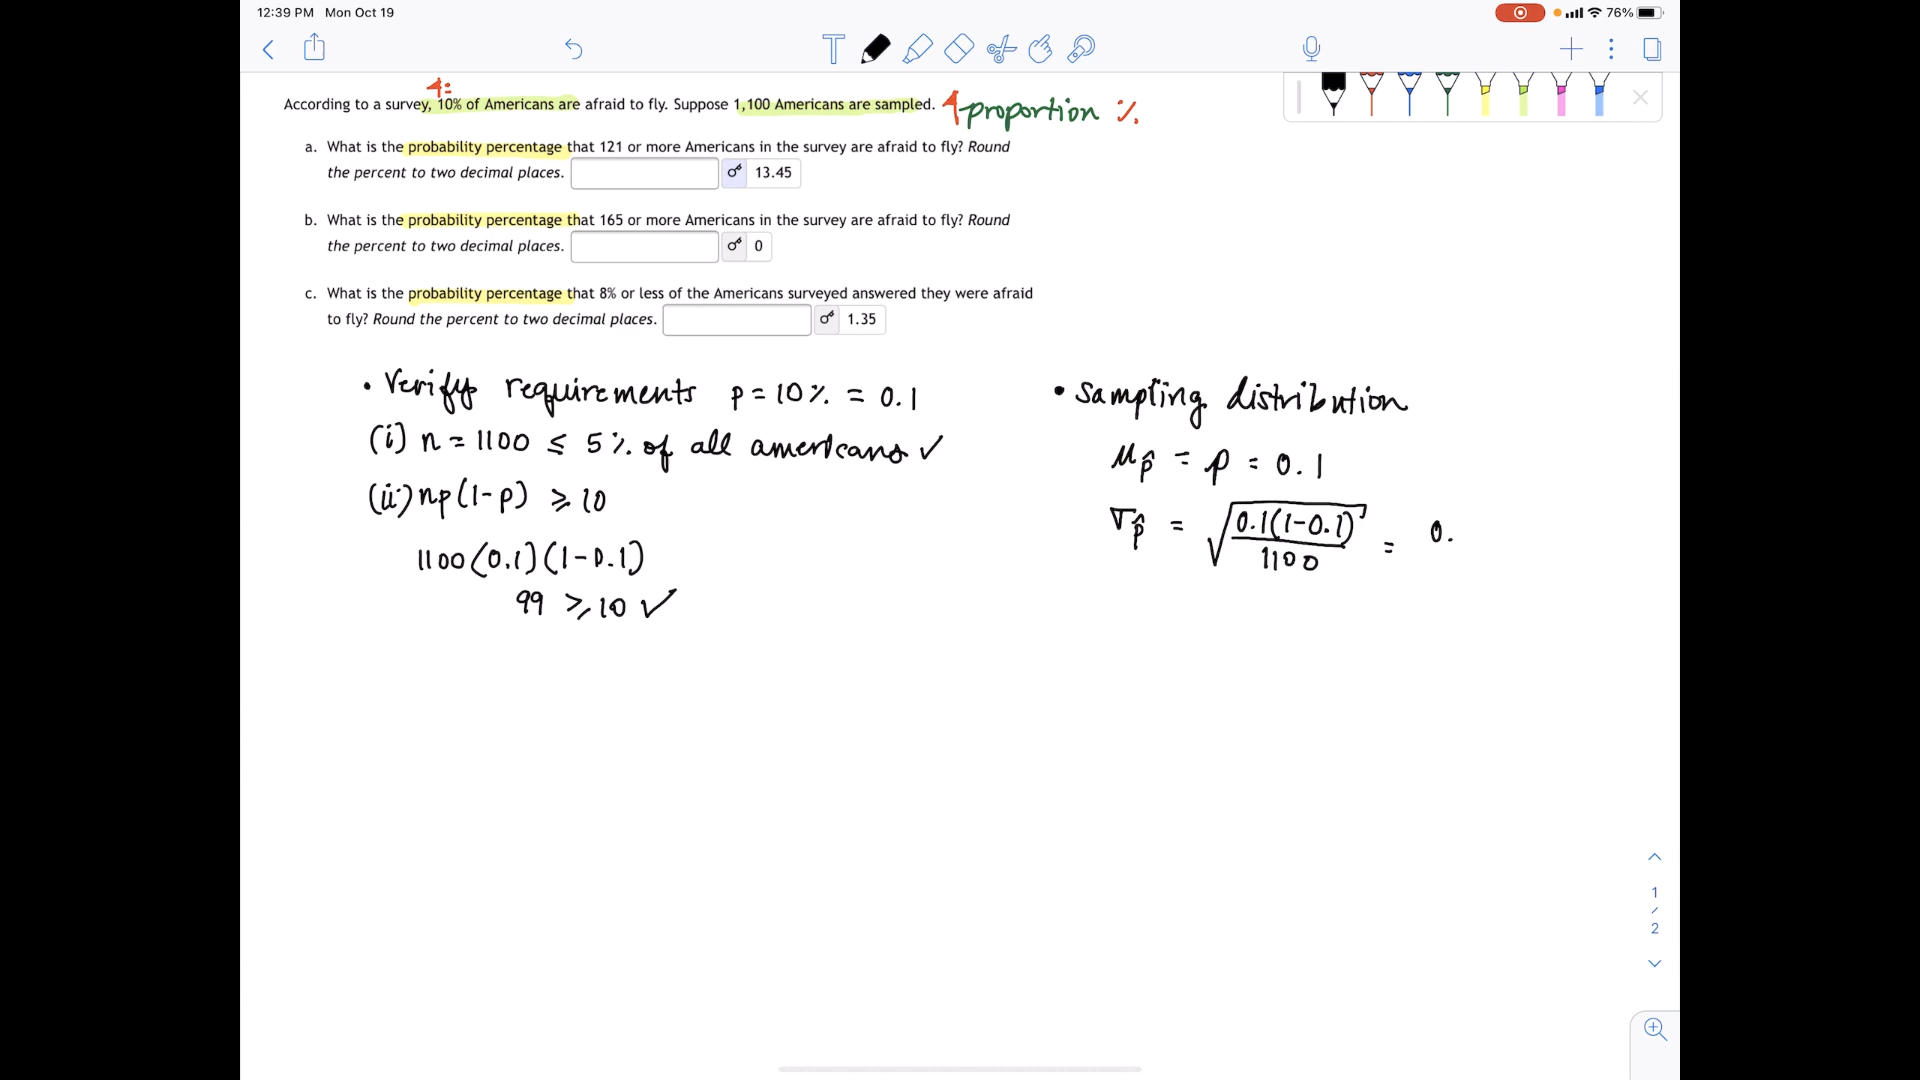 12:39 PM Mon Oct 19
76%
According to a survey, 10% of Americans are afraid to fly. Suppose 1,100 Americans are sampled.
proportion %
a. What is the probability percentage that 121 or more Americans in the survey are afraid to fly? Round
the percent to two decimal places. 13.45
b. What is the probability percentage that 165 or more Americans in the survey are afraid to fly? Round
the percent to two decimal places. 0
c. What is the probability percentage that 8% or less of the Americans surveyed answered they were afraid
to fly? Round the percent to two decimal places. 1.35
• Verify requirements p = 10% = 0.1
(i) n = 1100 ≤ 5% of all americans ✓
(ii) np(1-p) ≥ 10
1100(0.1)(1-0.1)
99 ≥ 10 ✓
• Sampling distribution
μp̂ = p = 0.1
σp̂ = √(0.1(1-0.1)/1100) = 0.
1
/
2